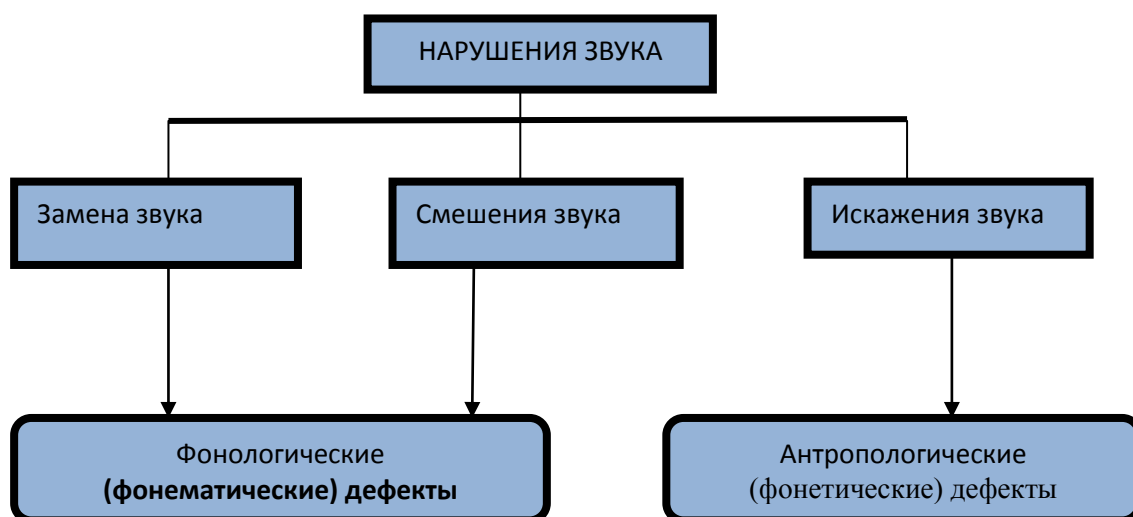 НАРУШЕНИЯ ЗВУКА
Замена звука
Смешения звука
Искажения звука
Фонологические
(фонематические) дефекты
Антропологические
(фонетические) дефекты